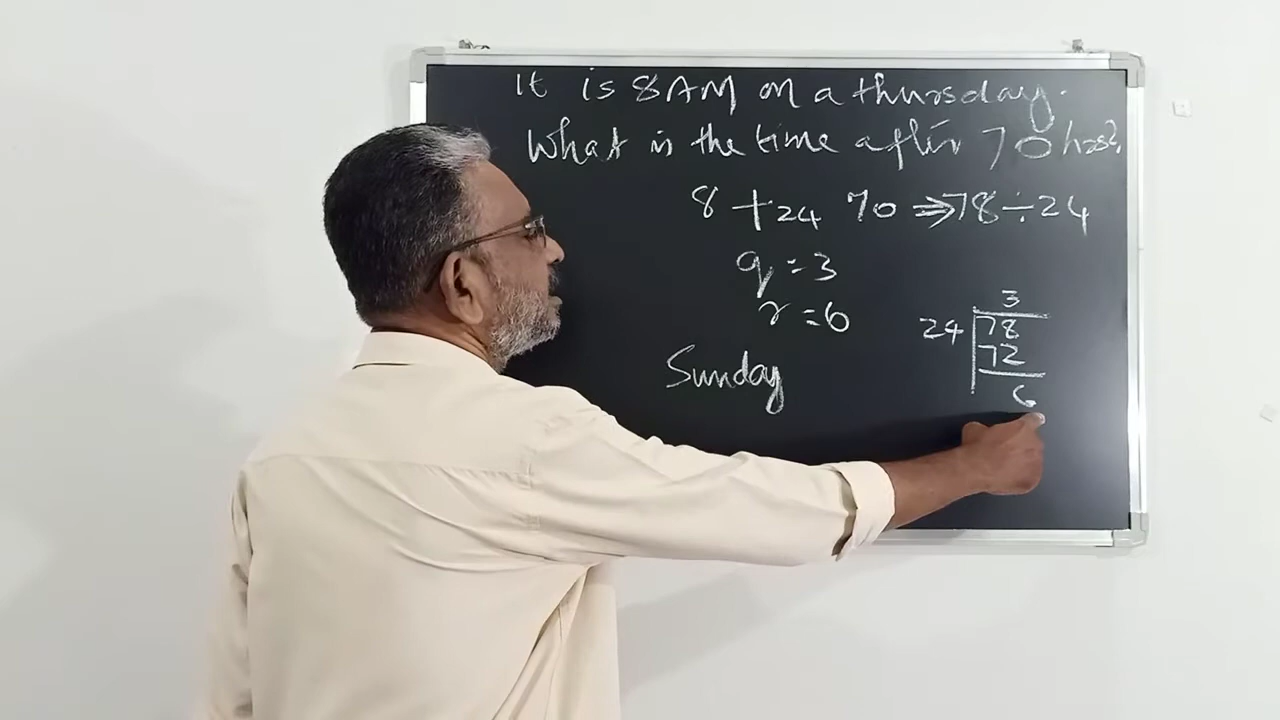 It is 8AM on a thursday.
What is the time after 70 hrs?
8 +24 70 ⇒ 78 ÷ 24
q = 3
r = 6
Sunday
3
24 78
72
6